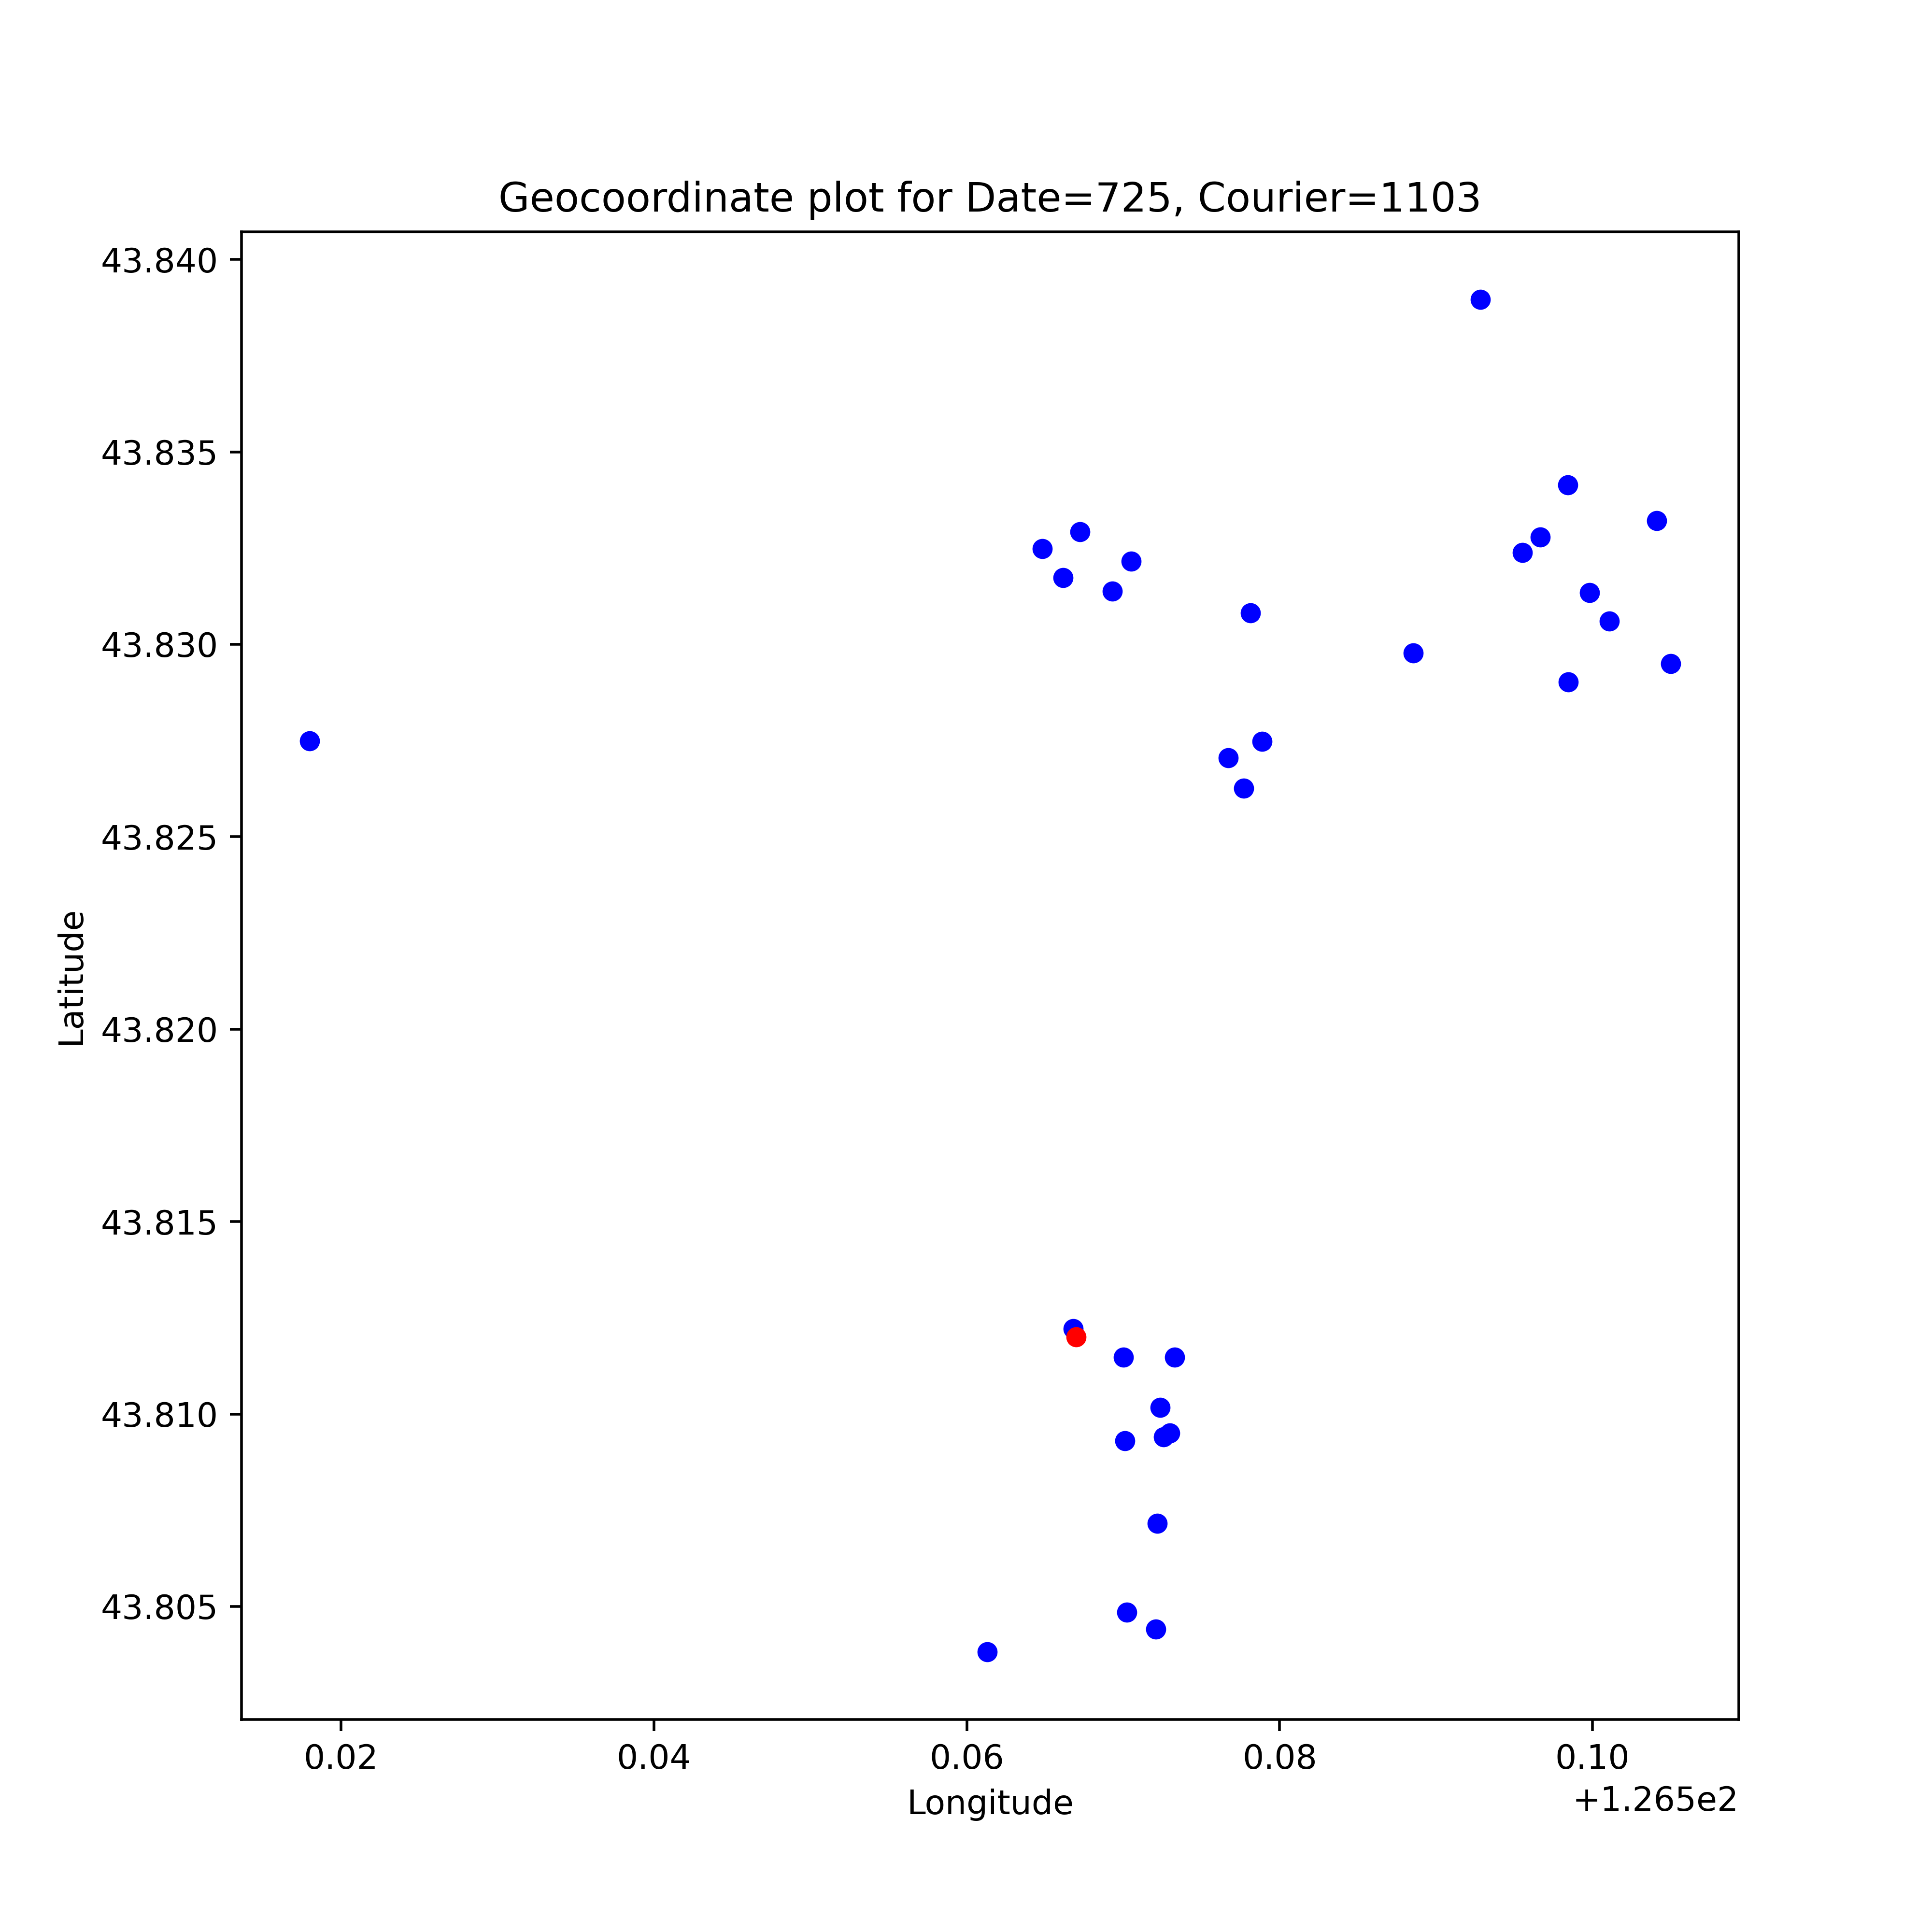 Geocoordinate plot for Date=725, Courier=1103
43.840
43.835
43.830
43.825
43.820
43.815
43.810
43.805
Latitude
0.02 0.04 0.06 0.08 0.10
Longitude
+1.265e2